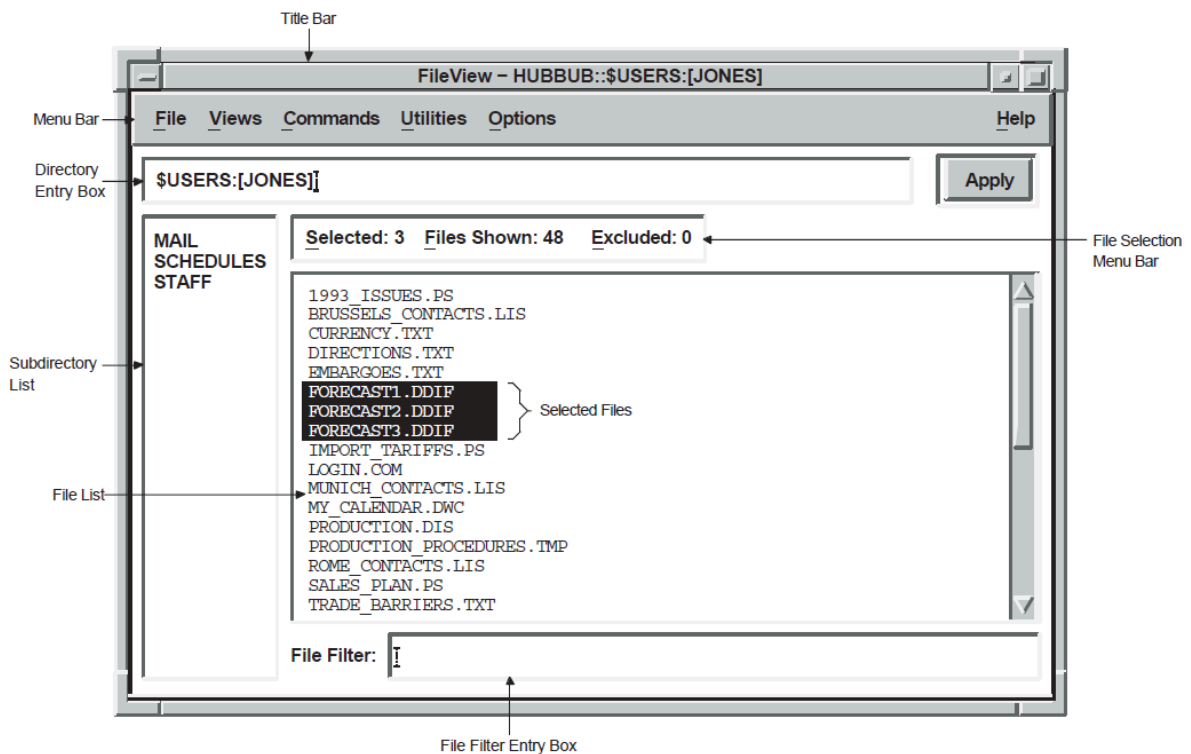 Title Bar
FileView – HUBBUB::$USERS:[JONES]
Menu Bar
File Views Commands Utilities Options Help
Directory
Entry Box
$USERS:[JONES]
Apply
MAIL
SCHEDULES
STAFF
Selected: 3 Files Shown: 48 Excluded: 0
File Selection
Menu Bar
Subdirectory
List
1993_ISSUES.PS
BRUSSELS_CONTACTS.LIS
CURRENCY.TXT
DIRECTIONS.TXT
EMBARGOES.TXT
FORECAST1.DDIF
FORECAST2.DDIF
FORECAST3.DDIF
Selected Files
IMPORT_TARIFFS.PS
LOGIN.COM
File List
MUNICH_CONTACTS.LIS
MY_CALENDAR.DWC
PRODUCTION.DIS
PRODUCTION_PROCEDURES.TMP
ROME_CONTACTS.LIS
SALES_PLAN.PS
TRADE_BARRIERS.TXT
File Filter:
File Filter Entry Box